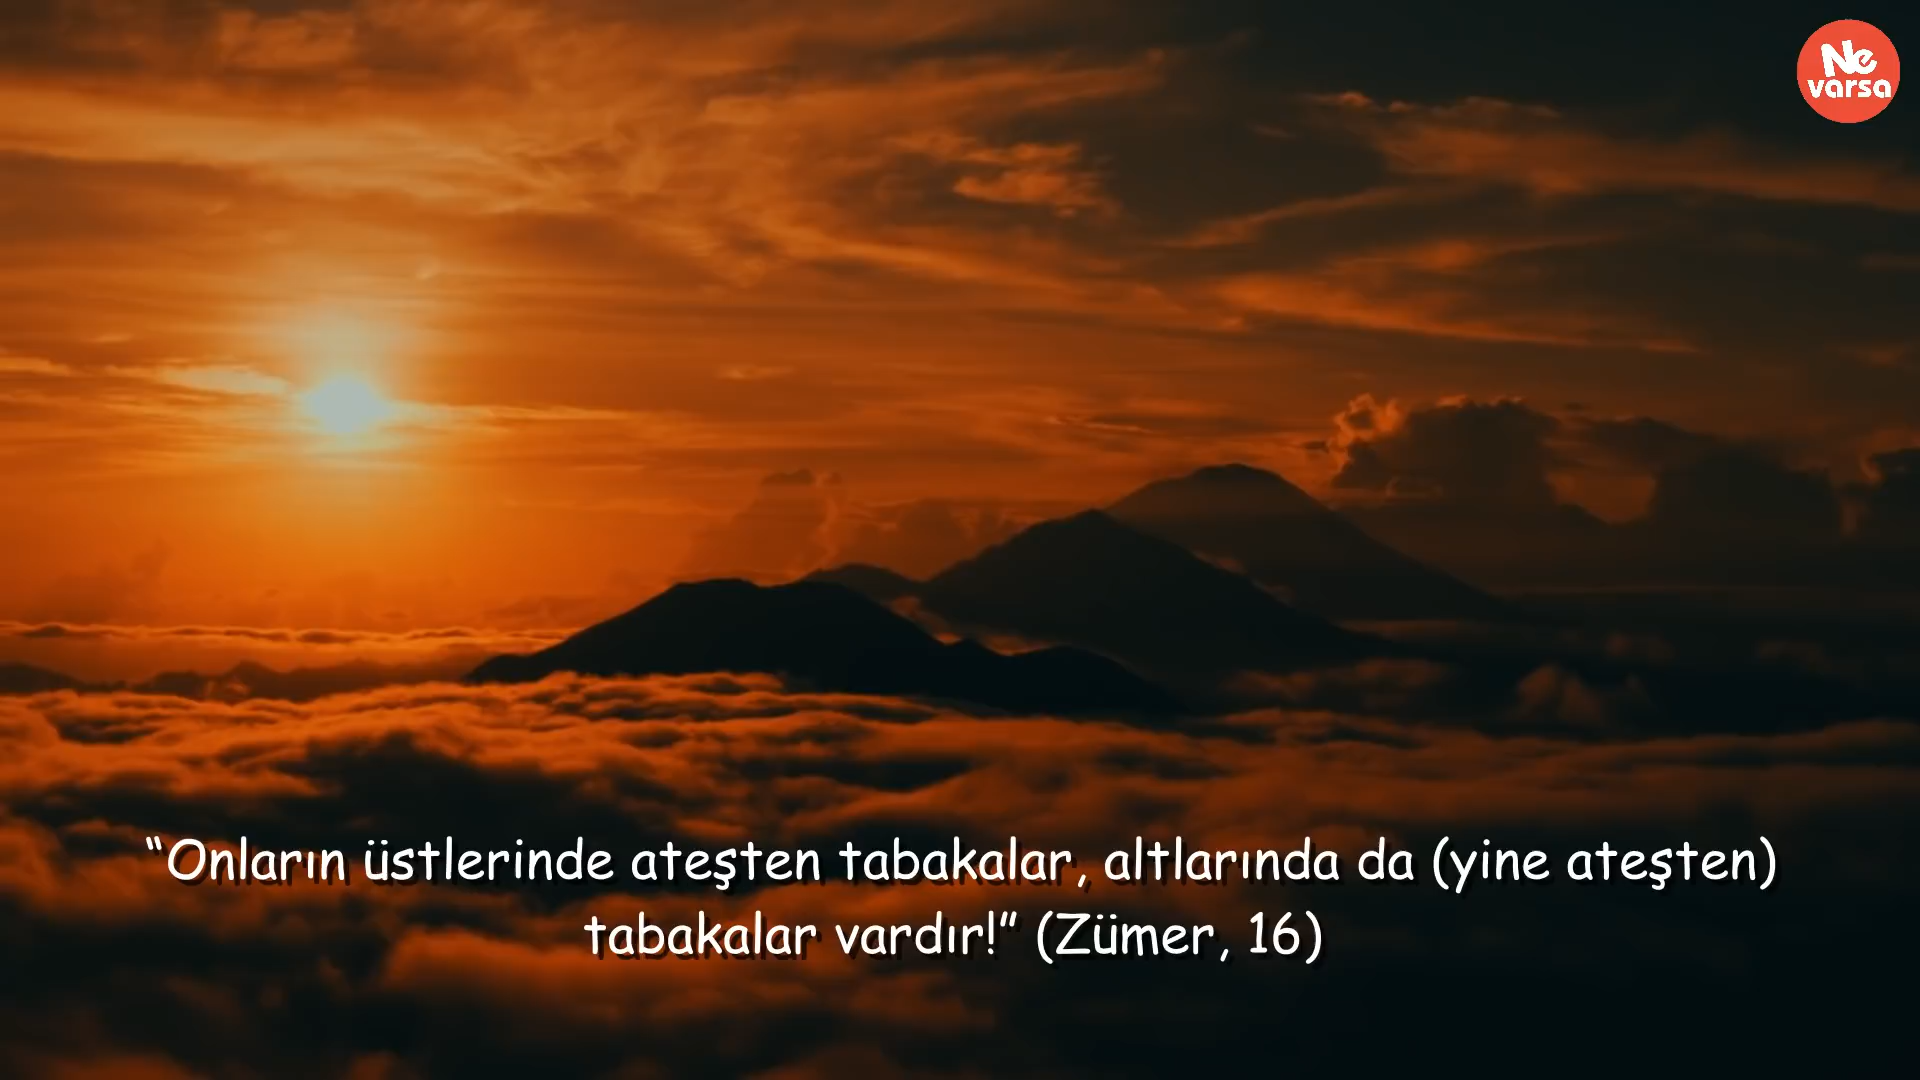 Ne
varsa
“Onların üstlerinde ateşten tabakalar, altlarında da (yine ateşten)
tabakalar vardır!” (Zümer, 16)